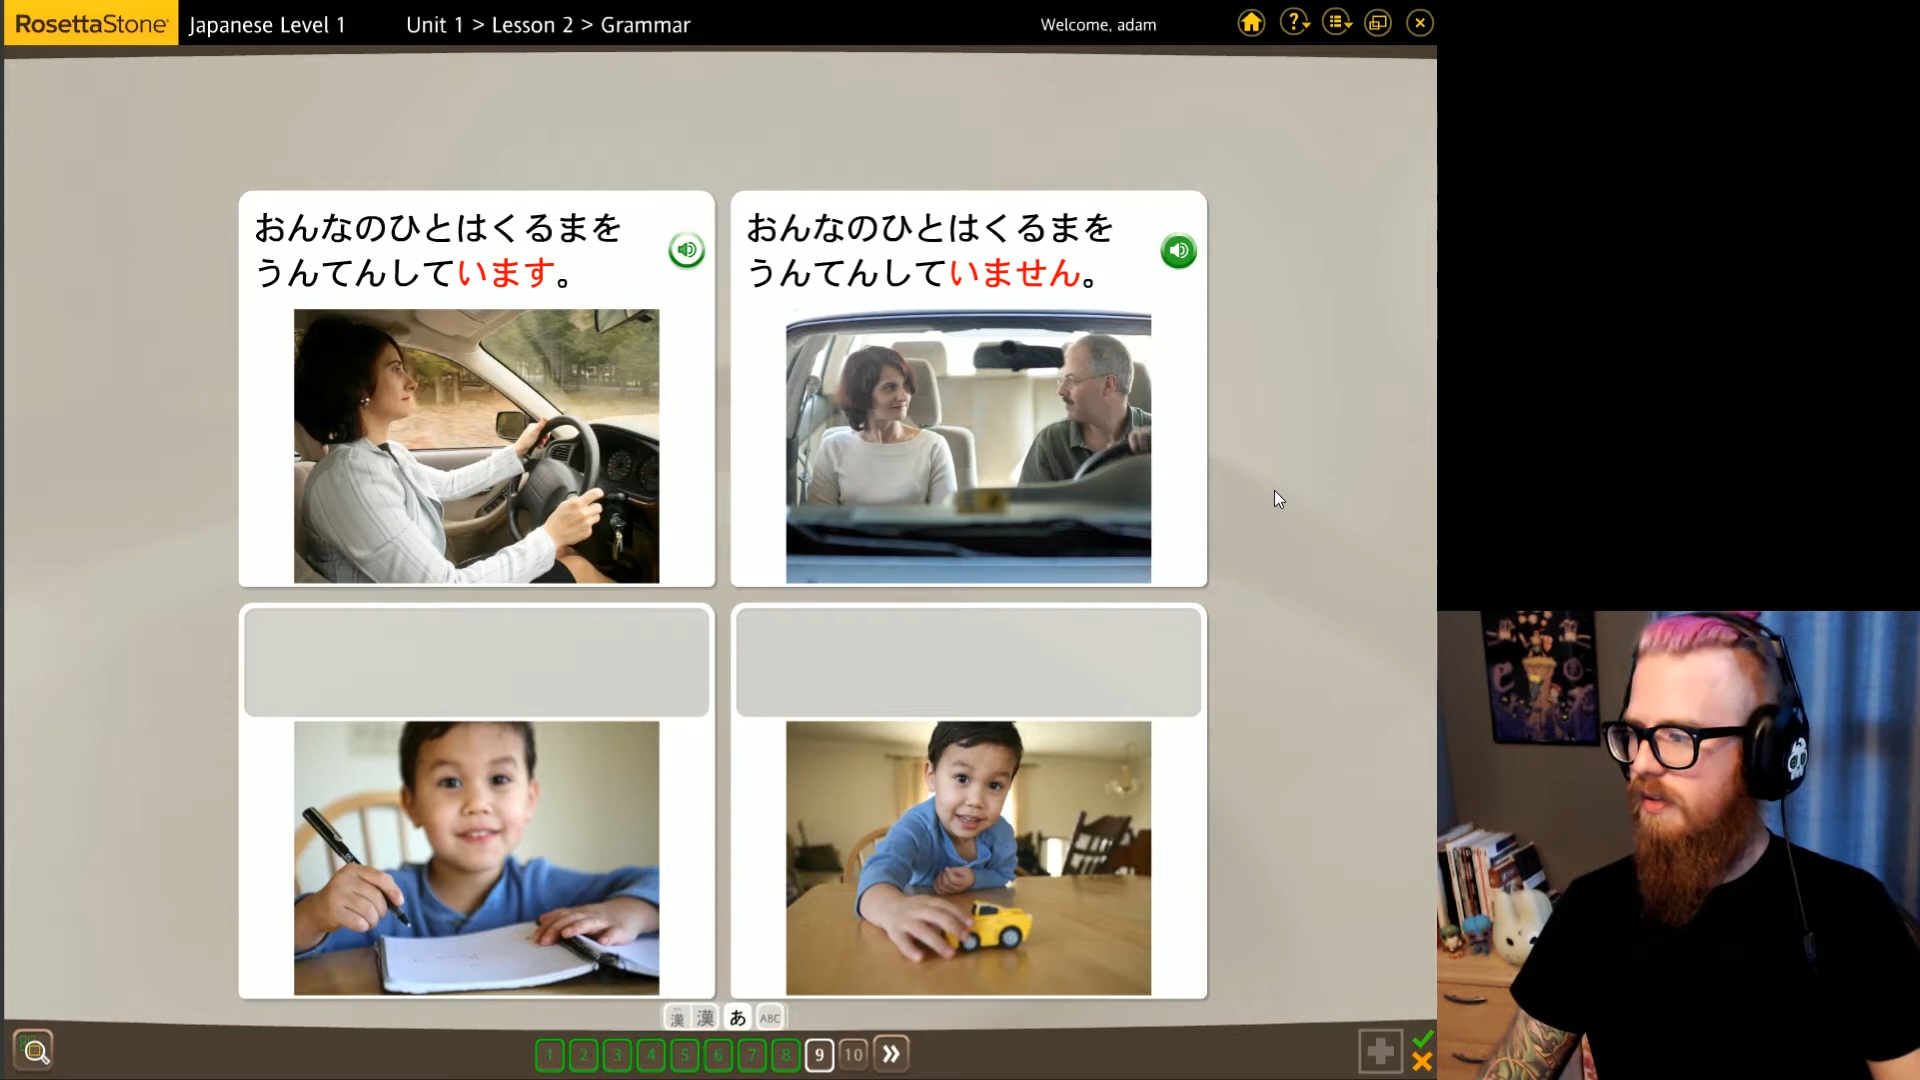 RosettaStone
Japanese Level 1
Unit 1 > Lesson 2 > Grammar
Welcome, adam
おんなのひとはくるまを
うんてんしています。
おんなのひとはくるまを
うんてんしていません。
漢 漢 あ ABC
1 2 3 4 5 6 7 8 9 10